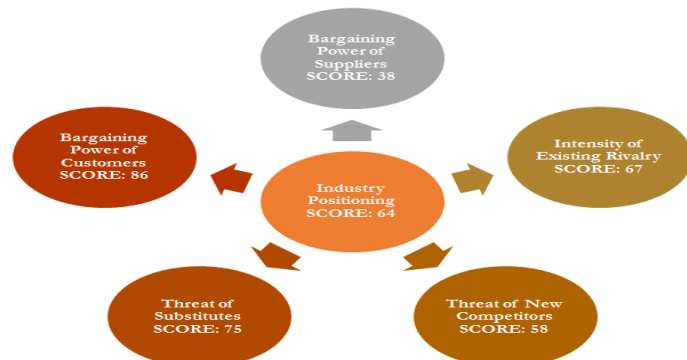 Bargaining
Power of
Suppliers
SCORE: 38
Bargaining
Power of
Customers
SCORE: 86
Intensity of
Existing Rivalry
SCORE: 67
Industry
Positioning
SCORE: 64
Threat of
Substitutes
SCORE: 75
Threat of New
Competitors
SCORE: 58